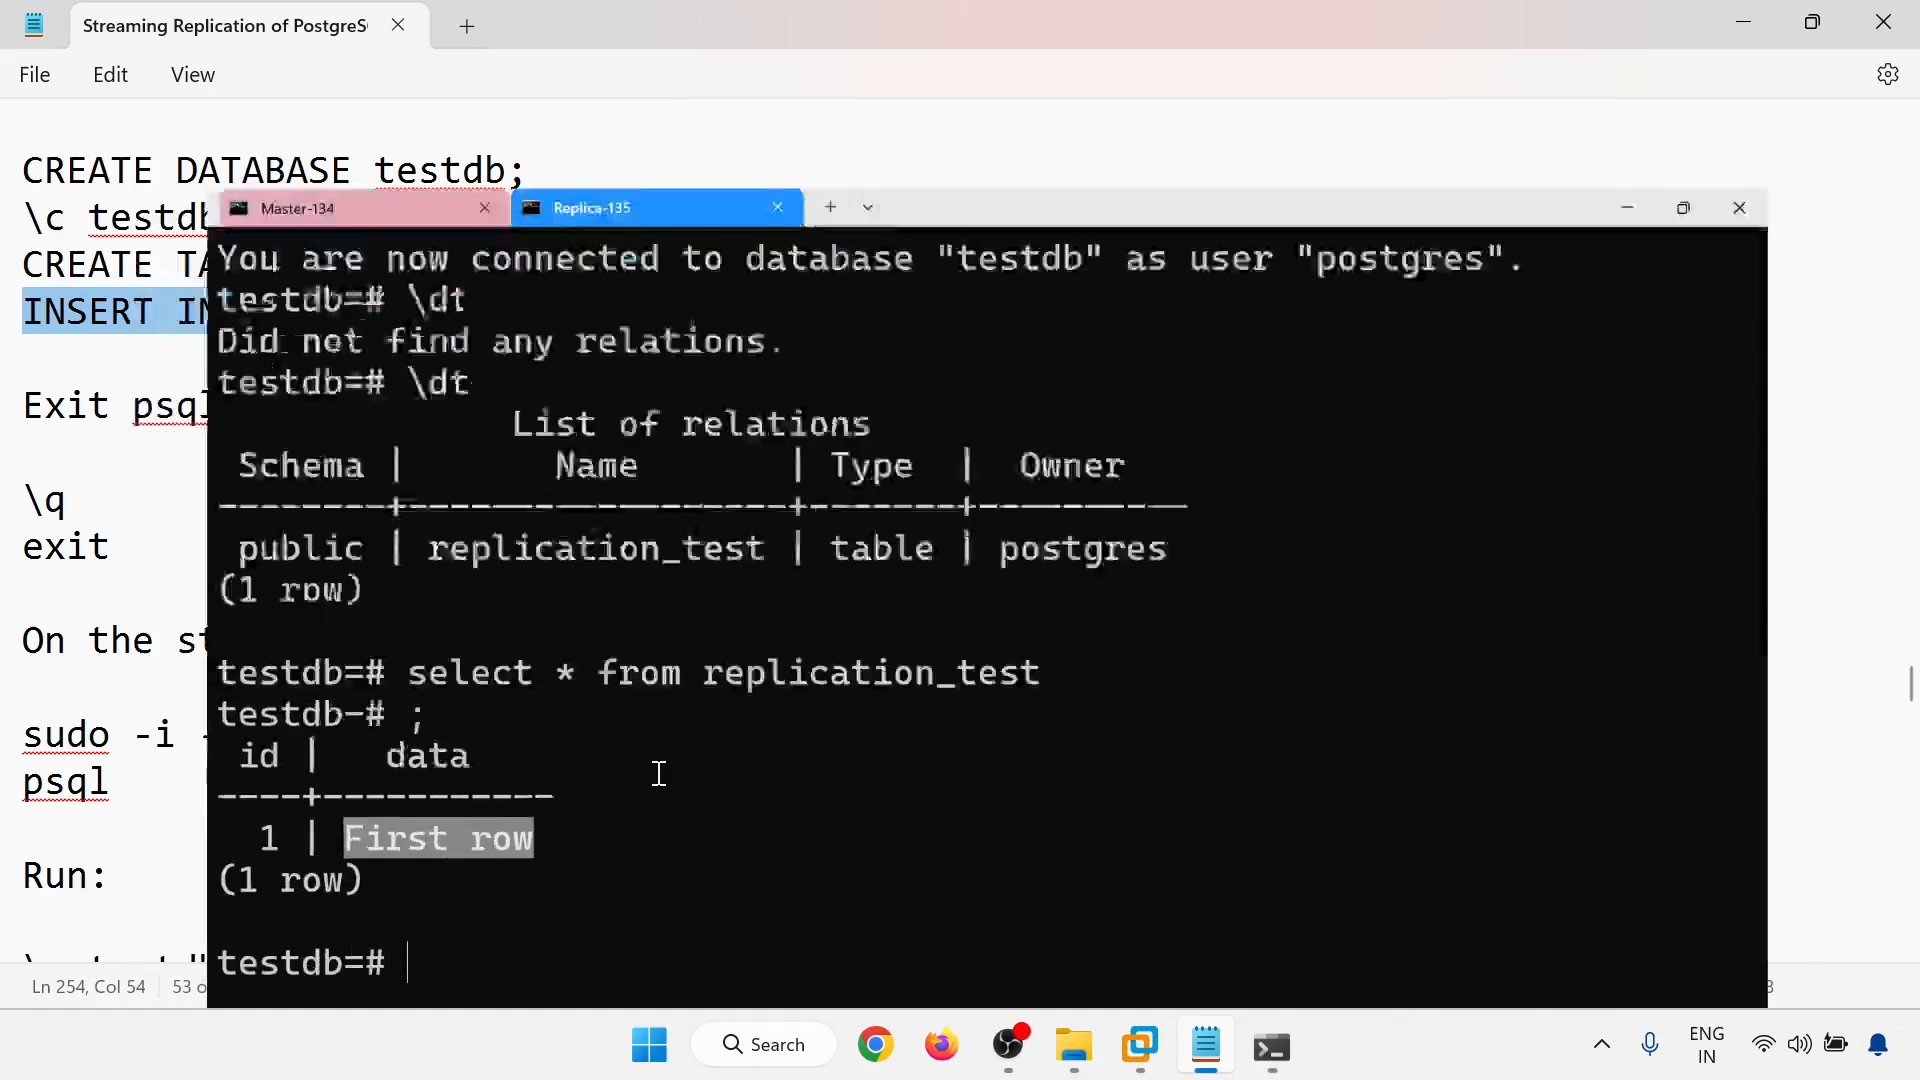 Streaming Replication of PostgreS
File Edit View
CREATE DATABASE testdb;
\c testdb
CREATE TA
INSERT IN
Exit psql
\q
exit
On the st
sudo -i -
psql
Run:
Ln 254, Col 54 53 o
Master-134 Replica-135
You are now connected to database "testdb" as user "postgres".
testdb=# \dt
Did not find any relations.
testdb=# \dt
List of relations
Schema | Name | Type | Owner
--------+------------------+-------+----------
public | replication_test | table | postgres
(1 row)
testdb=# select * from replication_test
testdb-# ;
id | data
----+-----------
1 | First row
(1 row)
testdb=#
Search
ENG
IN